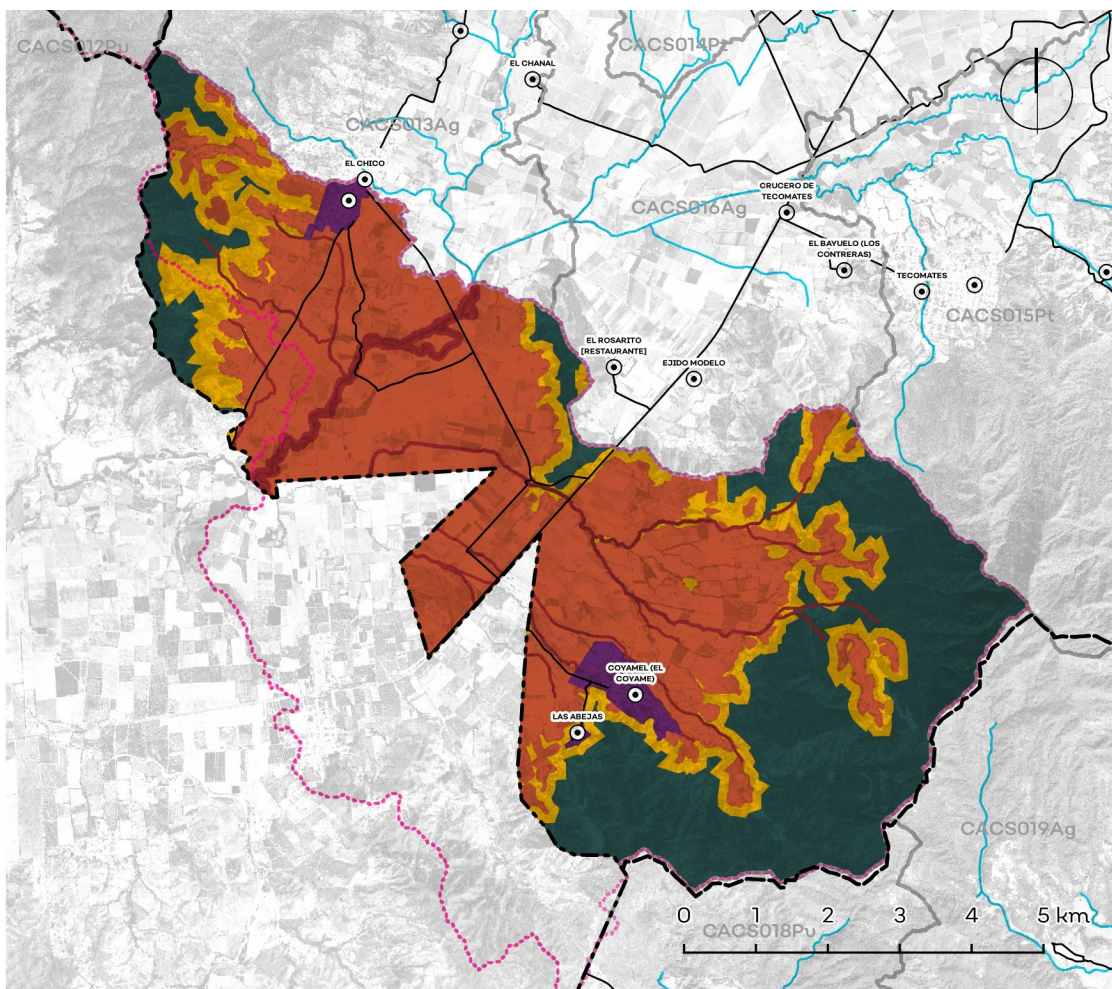 CACS012Pu
CACS014Pt
EL CHANAL
CACS013Ag
EL CHICO
CRUCERO DE
TECOMATES
CACS016Ag
EL BAYUELO (LOS
CONTRERAS)
TECOMATES
CACS015Pt
EL ROSARITO
[RESTAURANTE]
EJIDO MODELO
COYAMEL (EL
COYAME)
LAS ABEJAS
CACS019Ag
0 1 2 3 4 5 km
CACS018Pu